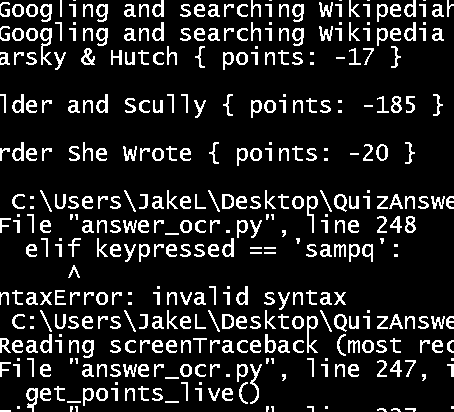 Googling and searching Wikipediah
Googling and searching Wikipedia
arsky & Hutch { points: -17 }
lder and Scully { points: -185 }
rder She Wrote { points: -20 }
C:\Users\JakeL\Desktop\QuizAnswe
File "answer_ocr.py", line 248
elif keypressed == 'sampq':
^
ntaxError: invalid syntax
C:\Users\JakeL\Desktop\QuizAnswe
Reading screenTraceback (most rec
File "answer_ocr.py", line 247, i
get_points_live()